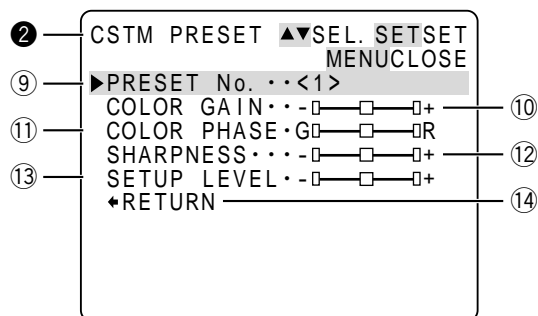 ❷ CSTM PRESET ▲▼SEL. SETSET
MENUCLOSE
⑨ ▶PRESET No. ··<1>
COLOR GAIN··- + ⑩
⑪ COLOR PHASE·G R
SHARPNESS···- + ⑫
⑬ SETUP LEVEL·- +
←RETURN ⑭